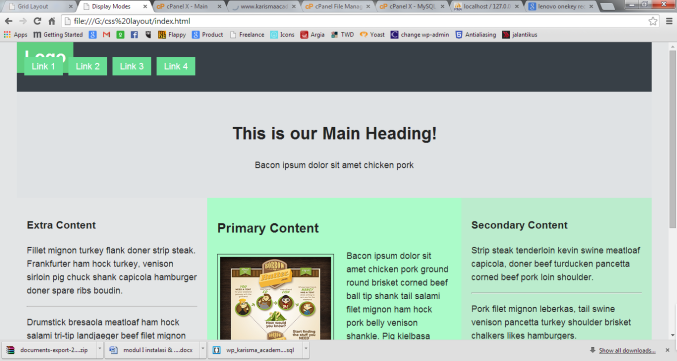 Grid Layout
Display Modes
cPanel X - Main
www.karismaacad
cPanel File Manag
cPanel X - MySQL
localhost / 127.0.0
lenovo onekey rec
file:///G:/css%20layout/index.html
Apps
Getting Started
Flappy
Product
Freelance
Icons
Argia
TWD
Yoast
change wp-admin
Antialiasing
jalantikus
Logo
Link 1
Link 2
Link 3
Link 4
This is our Main Heading!
Bacon ipsum dolor sit amet chicken pork
Extra Content
Fillet mignon turkey flank doner strip steak.
Frankfurter ham hock turkey, venison
sirloin pig chuck shank capicola hamburger
doner spare ribs boudin.
Drumstick bresaola meatloaf ham hock
salami tri-tip landjaeger beef filet mignon
Primary Content
Bacon ipsum dolor sit
amet chicken pork ground
round brisket corned beef
ball tip shank tail salami
filet mignon ham hock
pork belly venison
shankle. Pig kielbasa
Secondary Content
Strip steak tenderloin kevin swine meatloaf
capicola, doner beef turducken pancetta
corned beef pork loin shoulder.
Pork filet mignon leberkas, tail swine
venison pancetta turkey shoulder brisket
chalkers likes hamburgers.
documents-export-2....zip
modul I instalasi & ....docx
wp_karisma_academ....sql
Show all downloads...